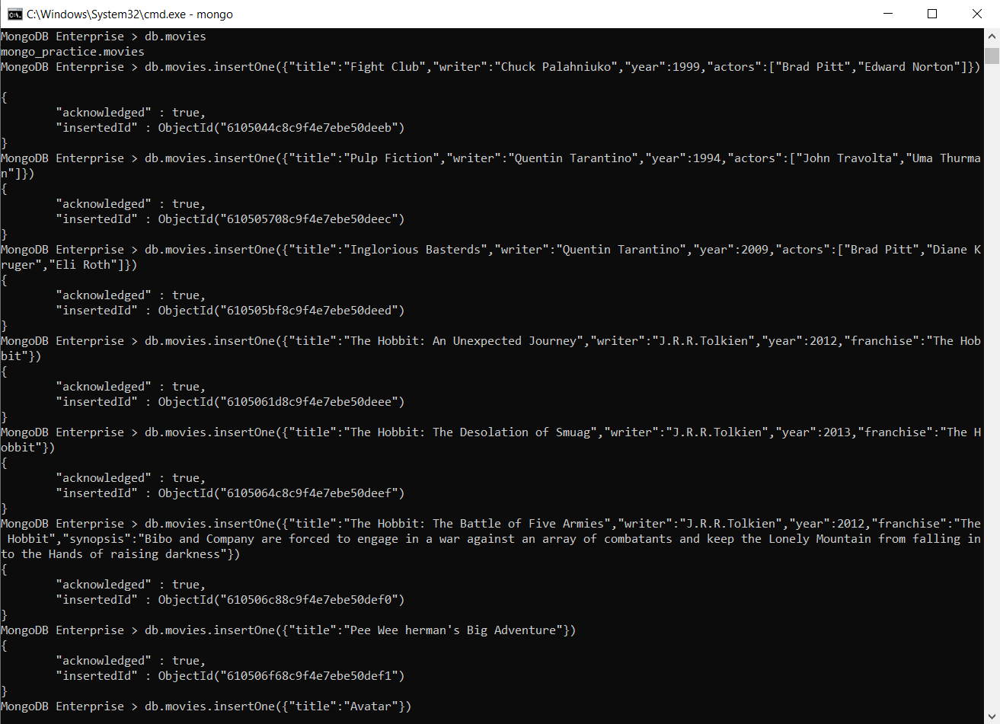 C:\Windows\System32\cmd.exe - mongo
MongoDB Enterprise > db.movies
mongo_practice.movies
MongoDB Enterprise > db.movies.insertOne({"title":"Fight Club","writer":"Chuck Palahniuko","year":1999,"actors":["Brad Pitt","Edward Norton"]})
{
"acknowledged" : true,
"insertedId" : ObjectId("6105044c8c9f4e7ebe50deeb")
}
MongoDB Enterprise > db.movies.insertOne({"title":"Pulp Fiction","writer":"Quentin Tarantino","year":1994,"actors":["John Travolta","Uma Thurma
n"]})
{
"acknowledged" : true,
"insertedId" : ObjectId("610505708c9f4e7ebe50deec")
}
MongoDB Enterprise > db.movies.insertOne({"title":"Inglorious Basterds","writer":"Quentin Tarantino","year":2009,"actors":["Brad Pitt","Diane K
ruger","Eli Roth"]})
{
"acknowledged" : true,
"insertedId" : ObjectId("610505bf8c9f4e7ebe50deed")
}
MongoDB Enterprise > db.movies.insertOne({"title":"The Hobbit: An Unexpected Journey","writer":"J.R.R.Tolkien","year":2012,"franchise":"The Hob
bit"})
{
"acknowledged" : true,
"insertedId" : ObjectId("6105061d8c9f4e7ebe50deee")
}
MongoDB Enterprise > db.movies.insertOne({"title":"The Hobbit: The Desolation of Smuag","writer":"J.R.R.Tolkien","year":2013,"franchise":"The H
obbit"})
{
"acknowledged" : true,
"insertedId" : ObjectId("6105064c8c9f4e7ebe50deef")
}
MongoDB Enterprise > db.movies.insertOne({"title":"The Hobbit: The Battle of Five Armies","writer":"J.R.R.Tolkien","year":2012,"franchise":"The
Hobbit","synopsis":"Bibo and Company are forced to engage in a war against an array of combatants and keep the Lonely Mountain from falling in
to the Hands of raising darkness"})
{
"acknowledged" : true,
"insertedId" : ObjectId("610506c88c9f4e7ebe50def0")
}
MongoDB Enterprise > db.movies.insertOne({"title":"Pee Wee herman's Big Adventure"})
{
"acknowledged" : true,
"insertedId" : ObjectId("610506f68c9f4e7ebe50def1")
}
MongoDB Enterprise > db.movies.insertOne({"title":"Avatar"})